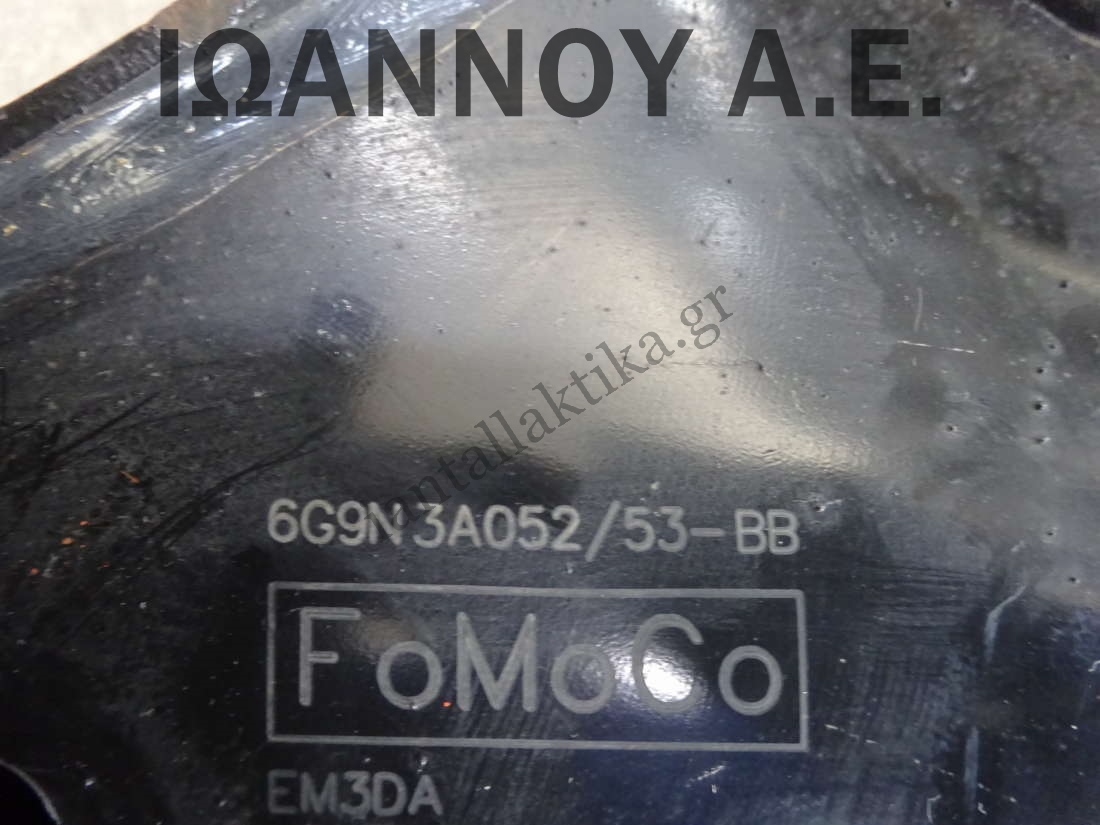 ΙΩΑΝΝΟΥ Α.Ε.
antallaktika.gr
6G9N 3A052/53-BB
FoMoCo
EM3DA